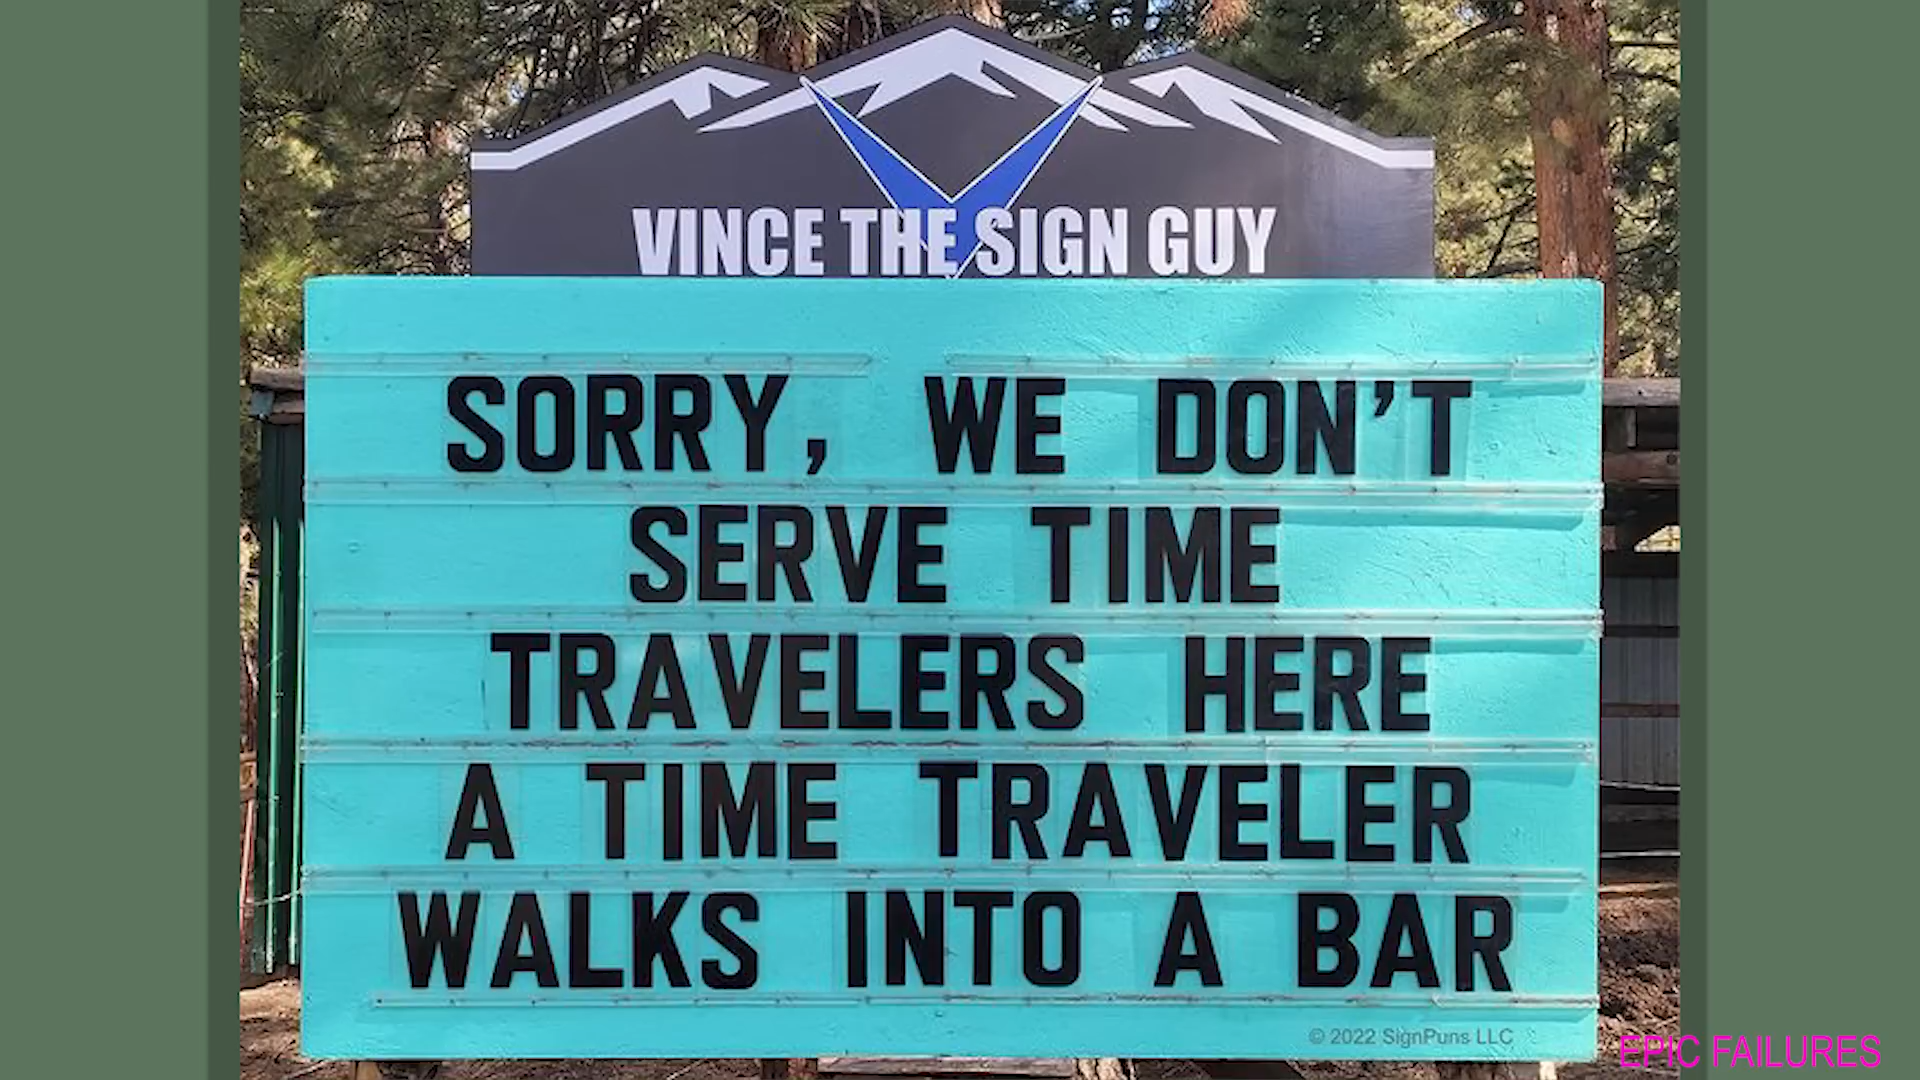 VINCE THE SIGN GUY
SORRY, WE DON'T
SERVE TIME
TRAVELERS HERE
A TIME TRAVELER
WALKS INTO A BAR
© 2022 SignPuns LLC
EPIC FAILURES